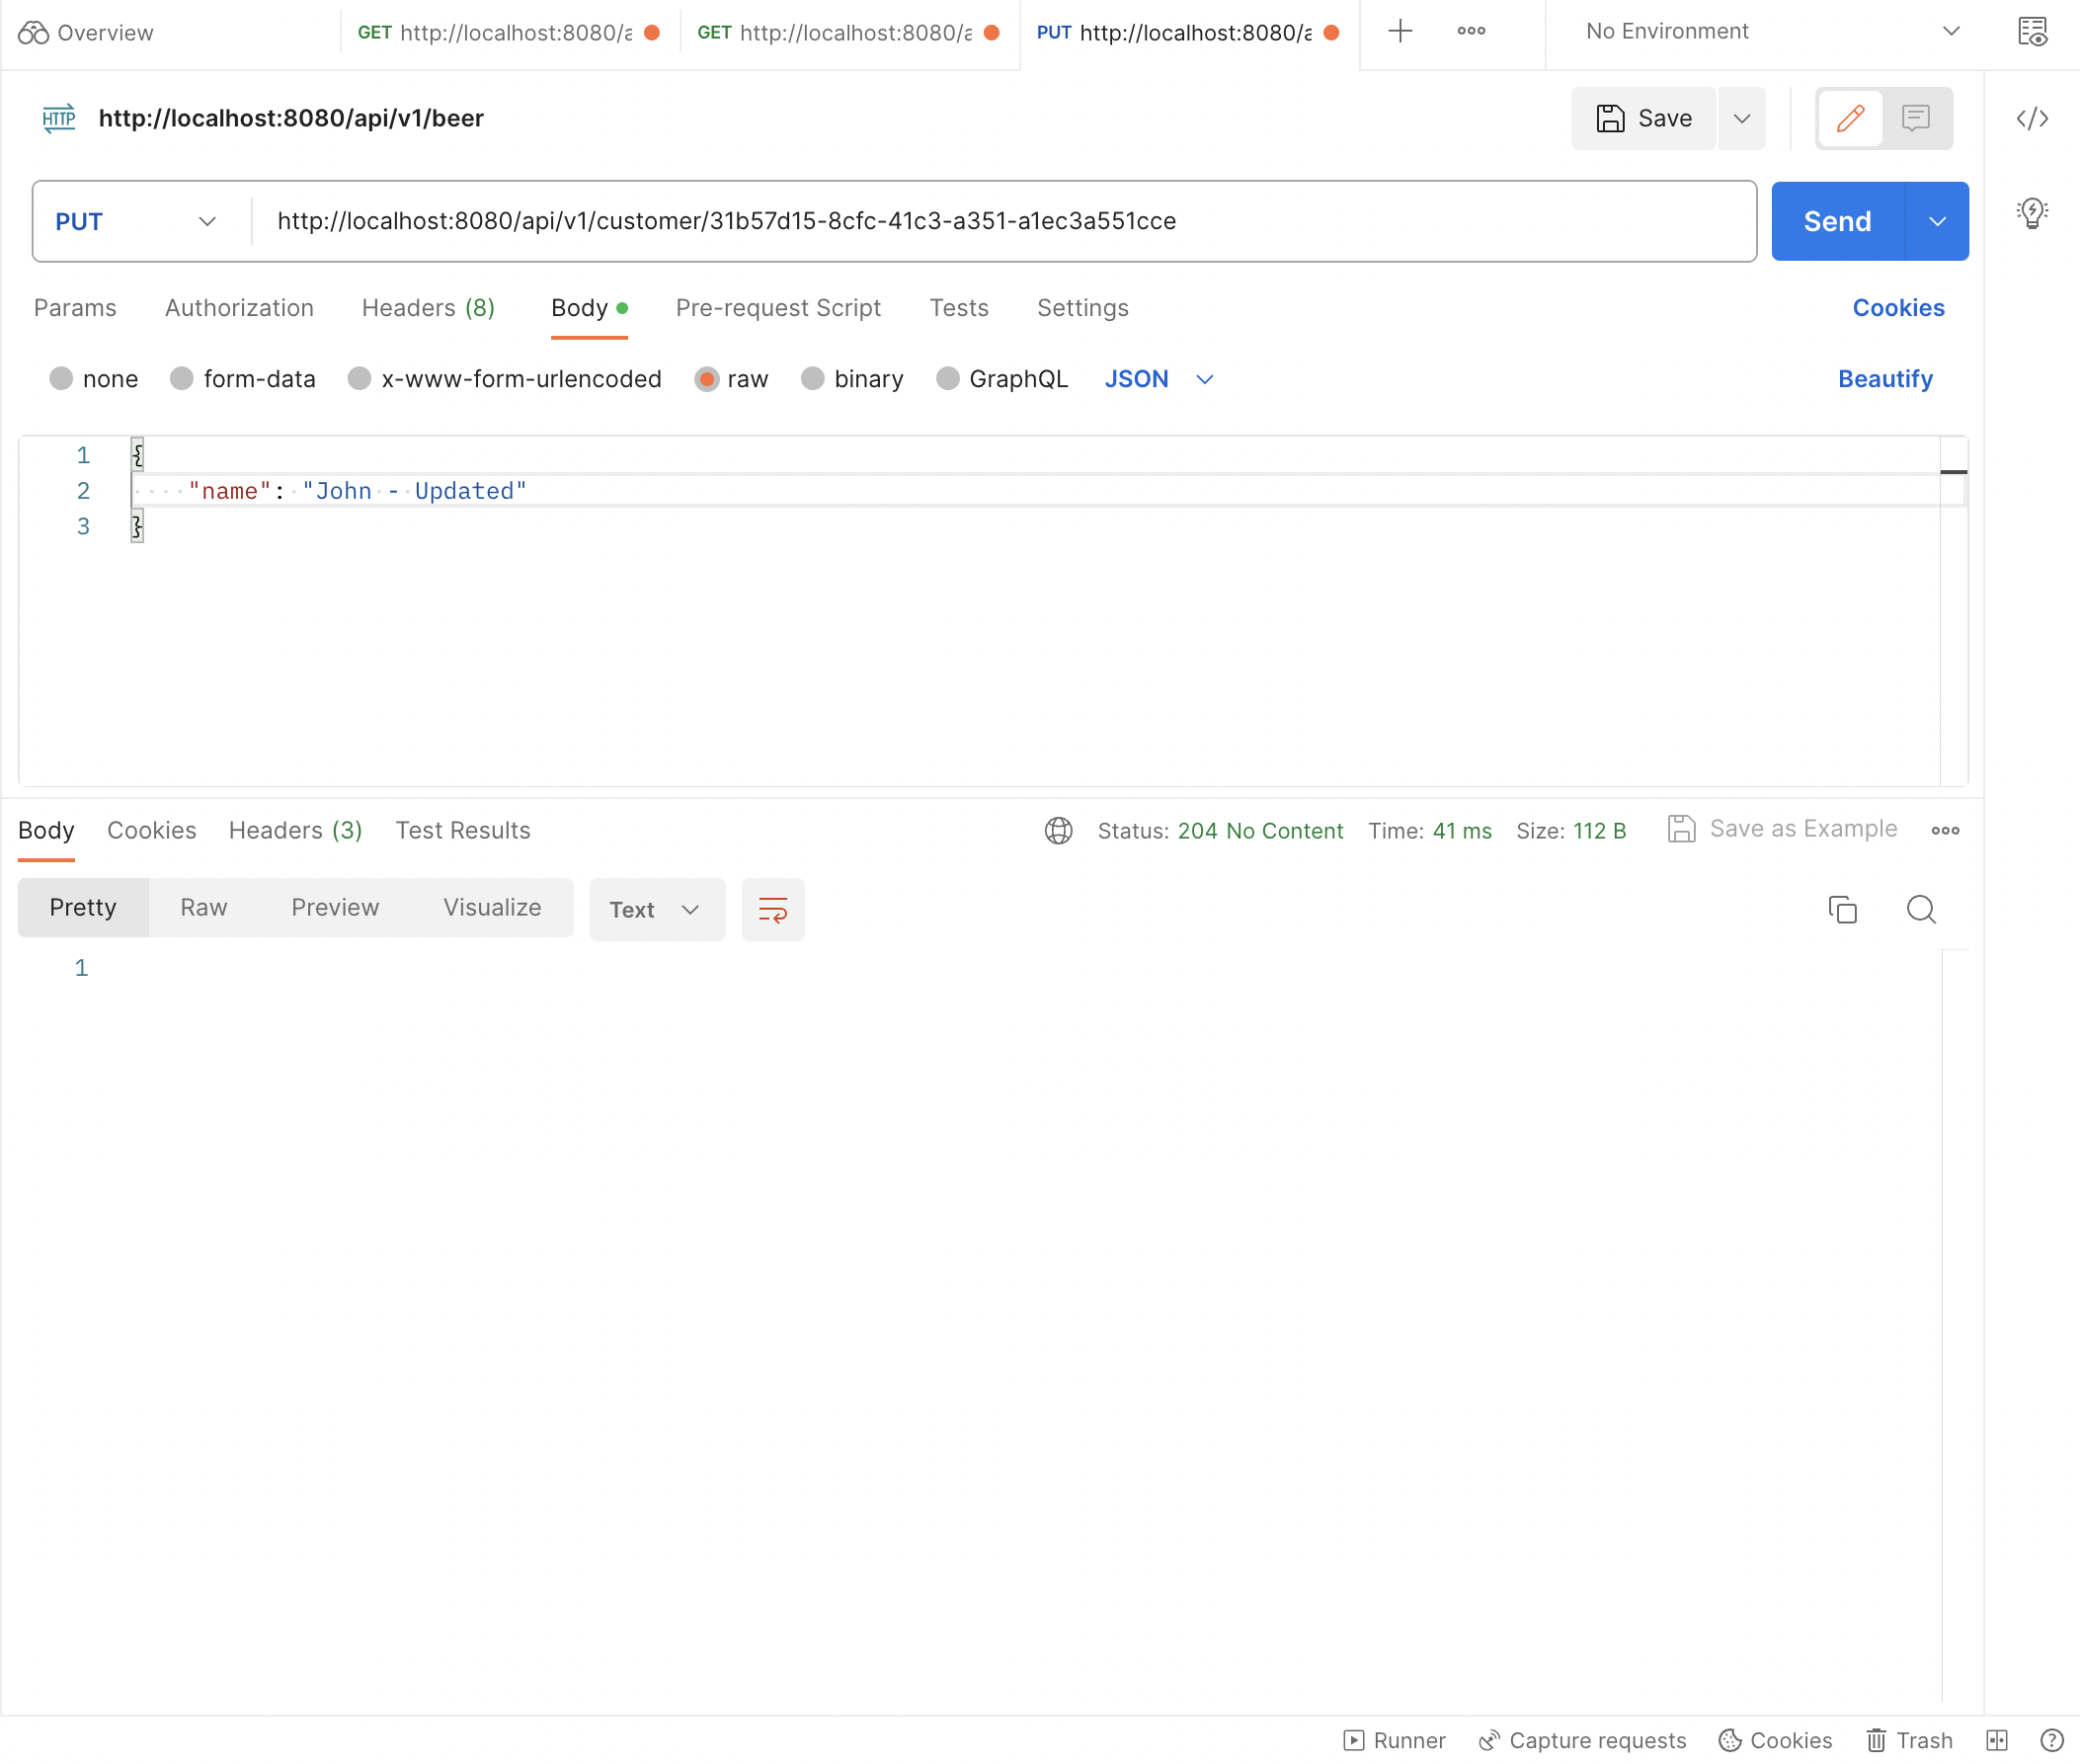 Overview
GET http://localhost:8080/a
GET http://localhost:8080/a
PUT http://localhost:8080/a
No Environment
HTTP http://localhost:8080/api/v1/beer
Save
PUT http://localhost:8080/api/v1/customer/31b57d15-8cfc-41c3-a351-a1ec3a551cce Send
Params Authorization Headers (8) Body Pre-request Script Tests Settings Cookies
none form-data x-www-form-urlencoded raw binary GraphQL JSON Beautify
1 {
2 "name": "John - Updated"
3 }
Body Cookies Headers (3) Test Results Status: 204 No Content Time: 41 ms Size: 112 B Save as Example
Pretty Raw Preview Visualize Text
1
Runner Capture requests Cookies Trash